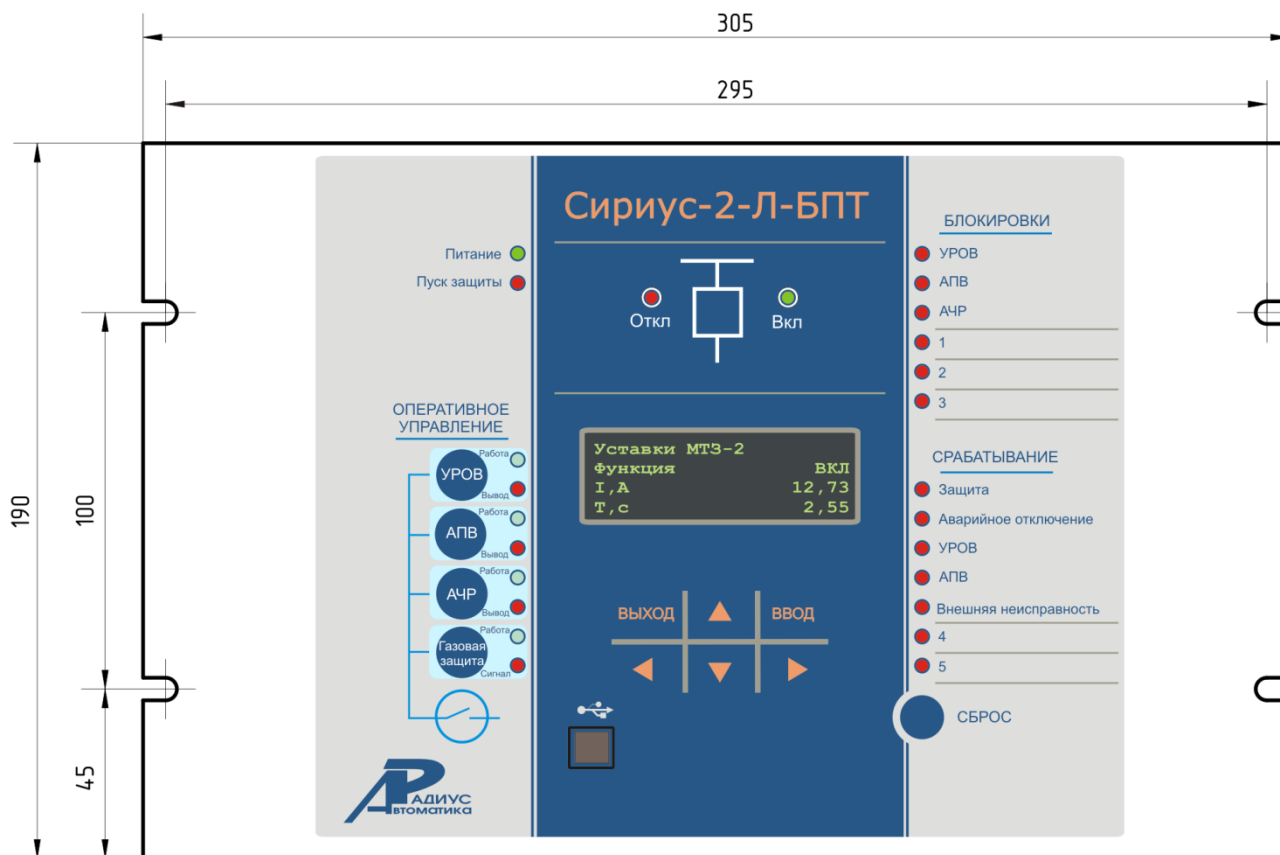 305
295
190
100
45
Сириус-2-Л-БПТ
Питание
Пуск защиты
Откл
Вкл
ОПЕРАТИВНОЕ
УПРАВЛЕНИЕ
УРОВ
Работа
Вывод
АПВ
Работа
Вывод
АЧР
Работа
Вывод
Газовая
защита
Работа
Сигнал
РАДИУС
Автоматика
Уставки МТЗ-2
Функция ВКЛ
I,А 12,73
Т,с 2,55
ВЫХОД
ВВОД
БЛОКИРОВКИ
УРОВ
АПВ
АЧР
1
2
3
СРАБАТЫВАНИЕ
Защита
Аварийное отключение
УРОВ
АПВ
Внешняя неисправность
4
5
СБРОС